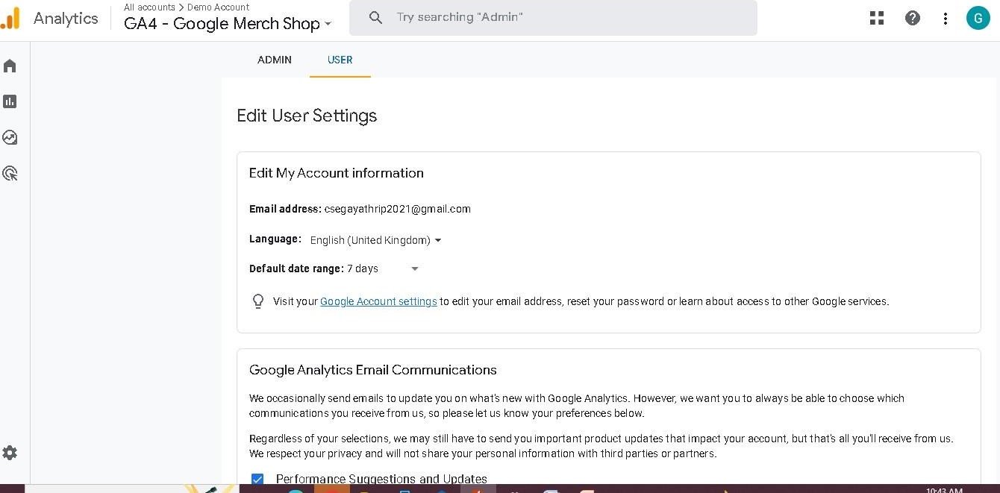 All accounts > Demo Account
Analytics
GA4 - Google Merch Shop
Try searching "Admin"
G
ADMIN
USER
Edit User Settings
Edit My Account information
Email address: csegayathrip2021@gmail.com
Language: English (United Kingdom)
Default date range: 7 days
Visit your Google Account settings to edit your email address, reset your password or learn about access to other Google services.
Google Analytics Email Communications
We occasionally send emails to update you on what's new with Google Analytics. However, we want you to always be able to choose which
communications you receive from us, so please let us know your preferences below.
Regardless of your selections, we may still have to send you important product updates that impact your account, but that's all you'll receive from us.
We respect your privacy and will not share your personal information with third parties or partners.
Performance Suggestions and Updates
10:43 AM